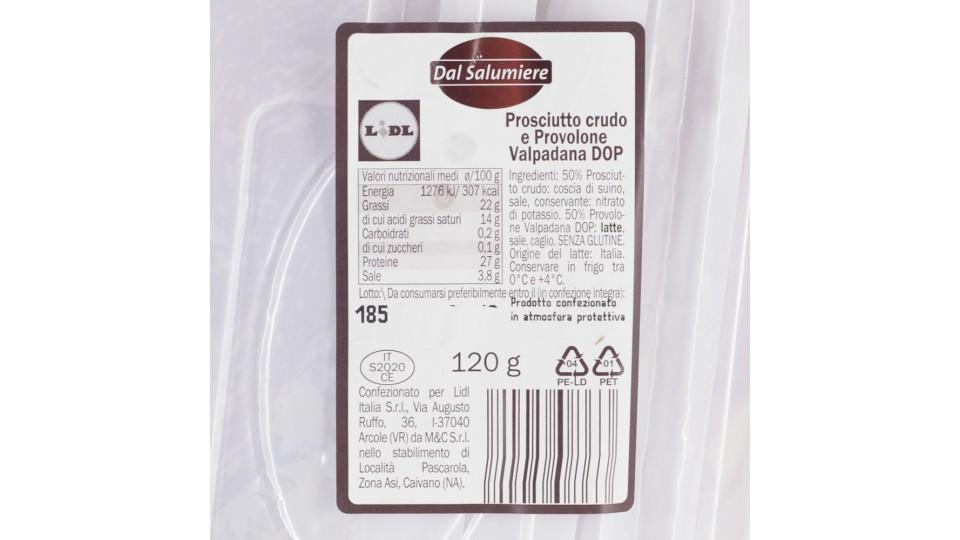 Dal Salumiere
LIDL
Prosciutto crudo
e Provolone
Valpadana DOP
Valori nutrizionali medi ø/100 g
Energia 1276 kJ/ 307 kcal
Grassi 22 g
di cui acidi grassi saturi 14 g
Carboidrati 0,2 g
di cui zuccheri 0,1 g
Proteine 27 g
Sale 3,8 g
Ingredienti: 50% Prosciut-
to crudo: coscia di suino,
sale, conservante: nitrato
di potassio. 50% Provolo-
ne Valpadana DOP: latte,
sale, caglio. SENZA GLUTINE.
Origine del latte: Italia.
Conservare in frigo tra
0°C e +4°C.
Lotto:\ Da consumarsi preferibilmente entro il (in confezione integra):
185
Prodotto confezionato
in atmosfera protettiva
IT
S2020
CE
120 g
04
PE-LD
01
PET
Confezionato per Lidl
Italia S.r.l., Via Augusto
Ruffo, 36, I-37040
Arcole (VR) da M&C S.r.l.
nello stabilimento di
Località Pascarola,
Zona Asi, Caivano (NA).